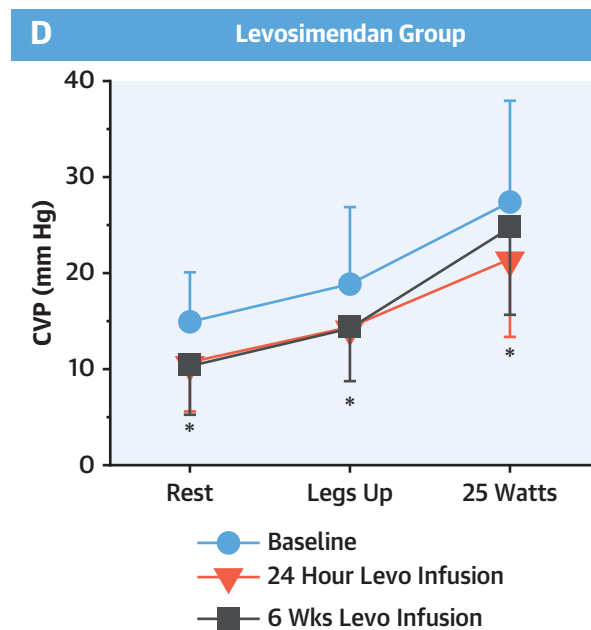 D Levosimendan Group
40
30
20
10
0
CVP (mm Hg)
*
*
*
Rest Legs Up 25 Watts
Baseline
24 Hour Levo Infusion
6 Wks Levo Infusion